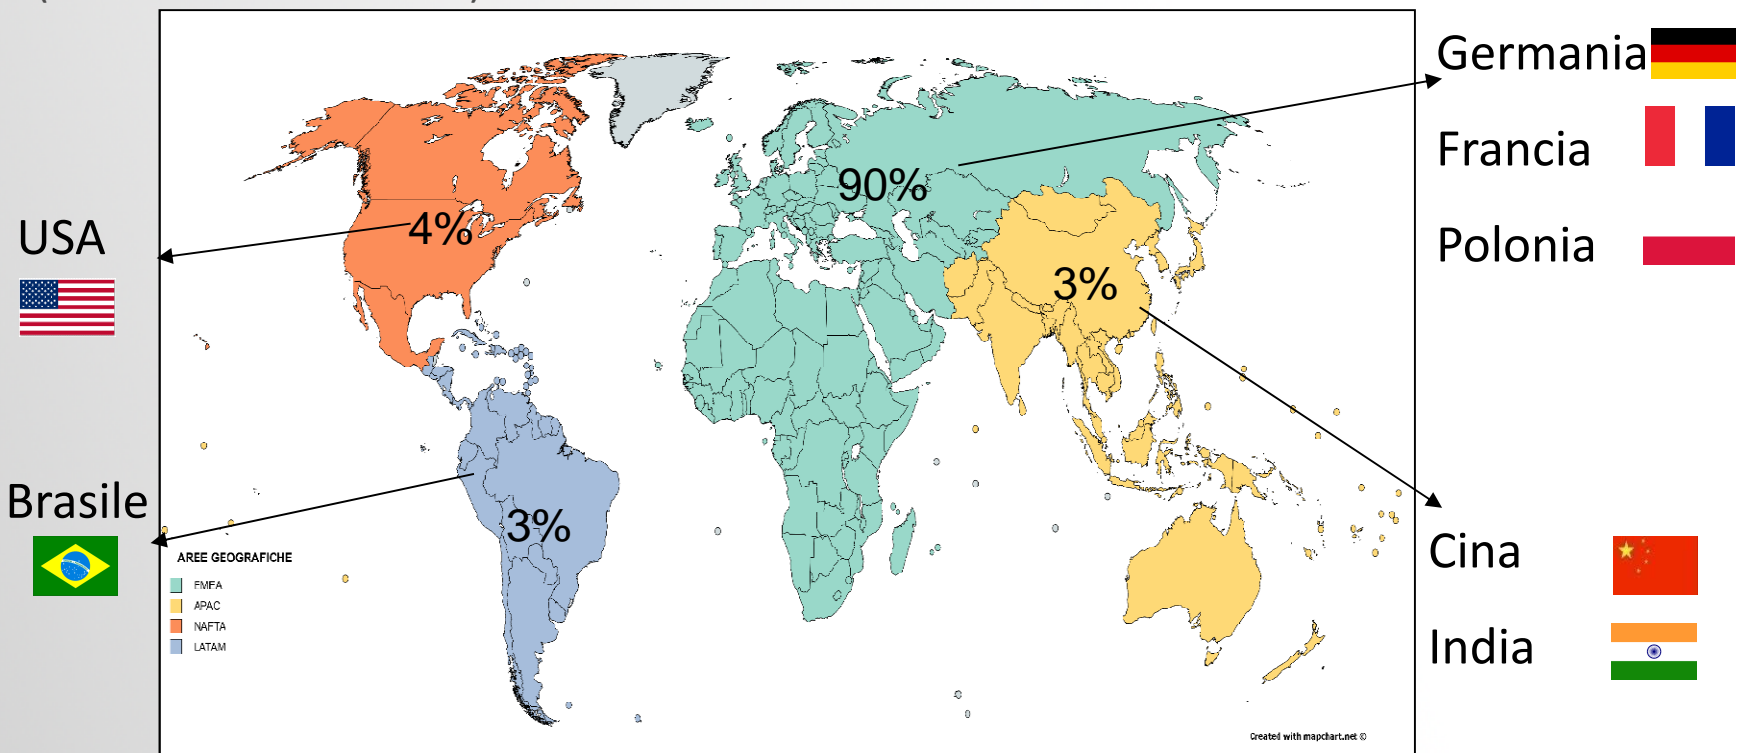 Germania
Francia
Polonia
USA
Brasile
90%
4%
3%
3%
Cina
India
AREE GEOGRAFICHE
EMEA
APAC
NAFTA
LATAM
Created with mapchart.net ©